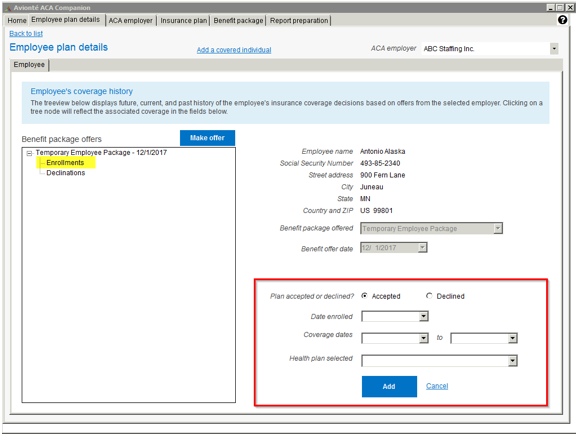 Avionté ACA Companion
Home Employee plan details ACA employer Insurance plan Benefit package Report preparation
Back to list
Employee plan details Add a covered individual ACA employer ABC Staffing Inc.
Employee
Employee's coverage history
The treeview below displays future, current, and past history of the employee's insurance coverage decisions based on offers from the selected employer. Clicking on a
tree node will reflect the associated coverage in the fields below.
Benefit package offers Make offer
Temporary Employee Package - 12/1/2017
Enrollments
Declinations
Employee name Antonio Alaska
Social Security Number 493-85-2340
Street address 900 Fern Lane
City Juneau
State MN
Country and ZIP US 99801
Benefit package offered Temporary Employee Package
Benefit offer date 12/ 1/2017
Plan accepted or declined? Accepted Declined
Date enrolled
Coverage dates to
Health plan selected
Add Cancel